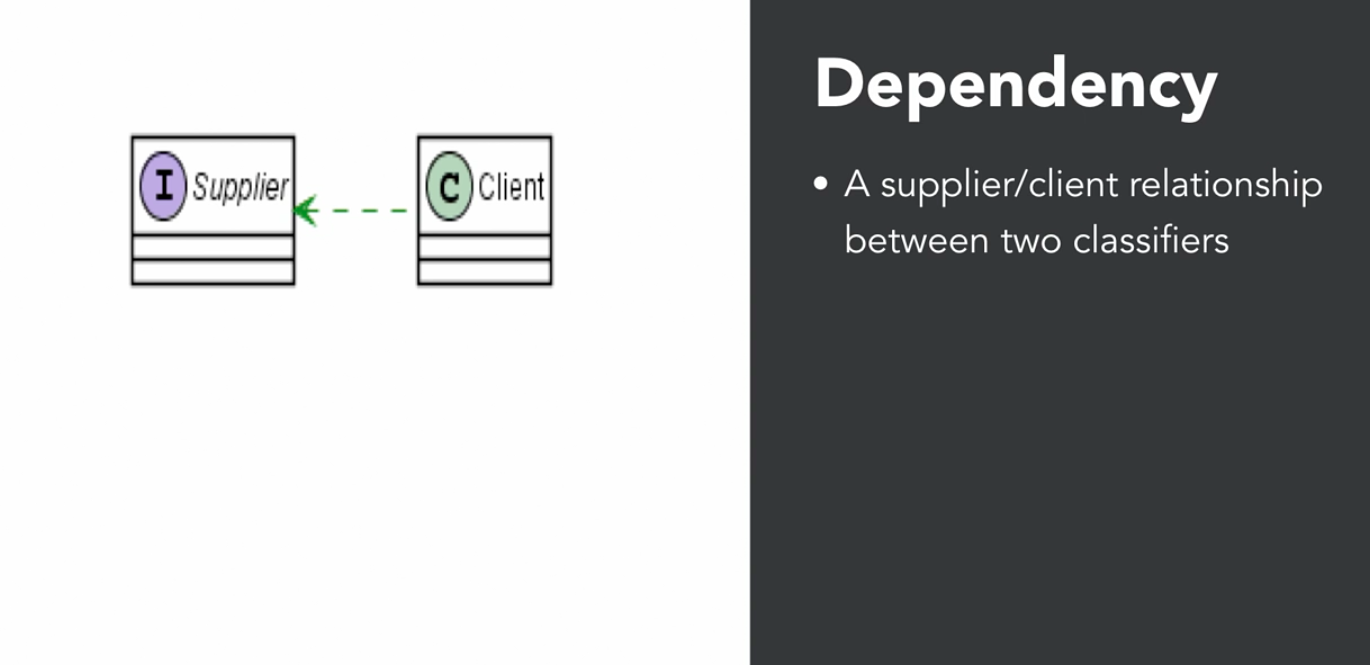 I Supplier
C Client
Dependency
• A supplier/client relationship
between two classifiers